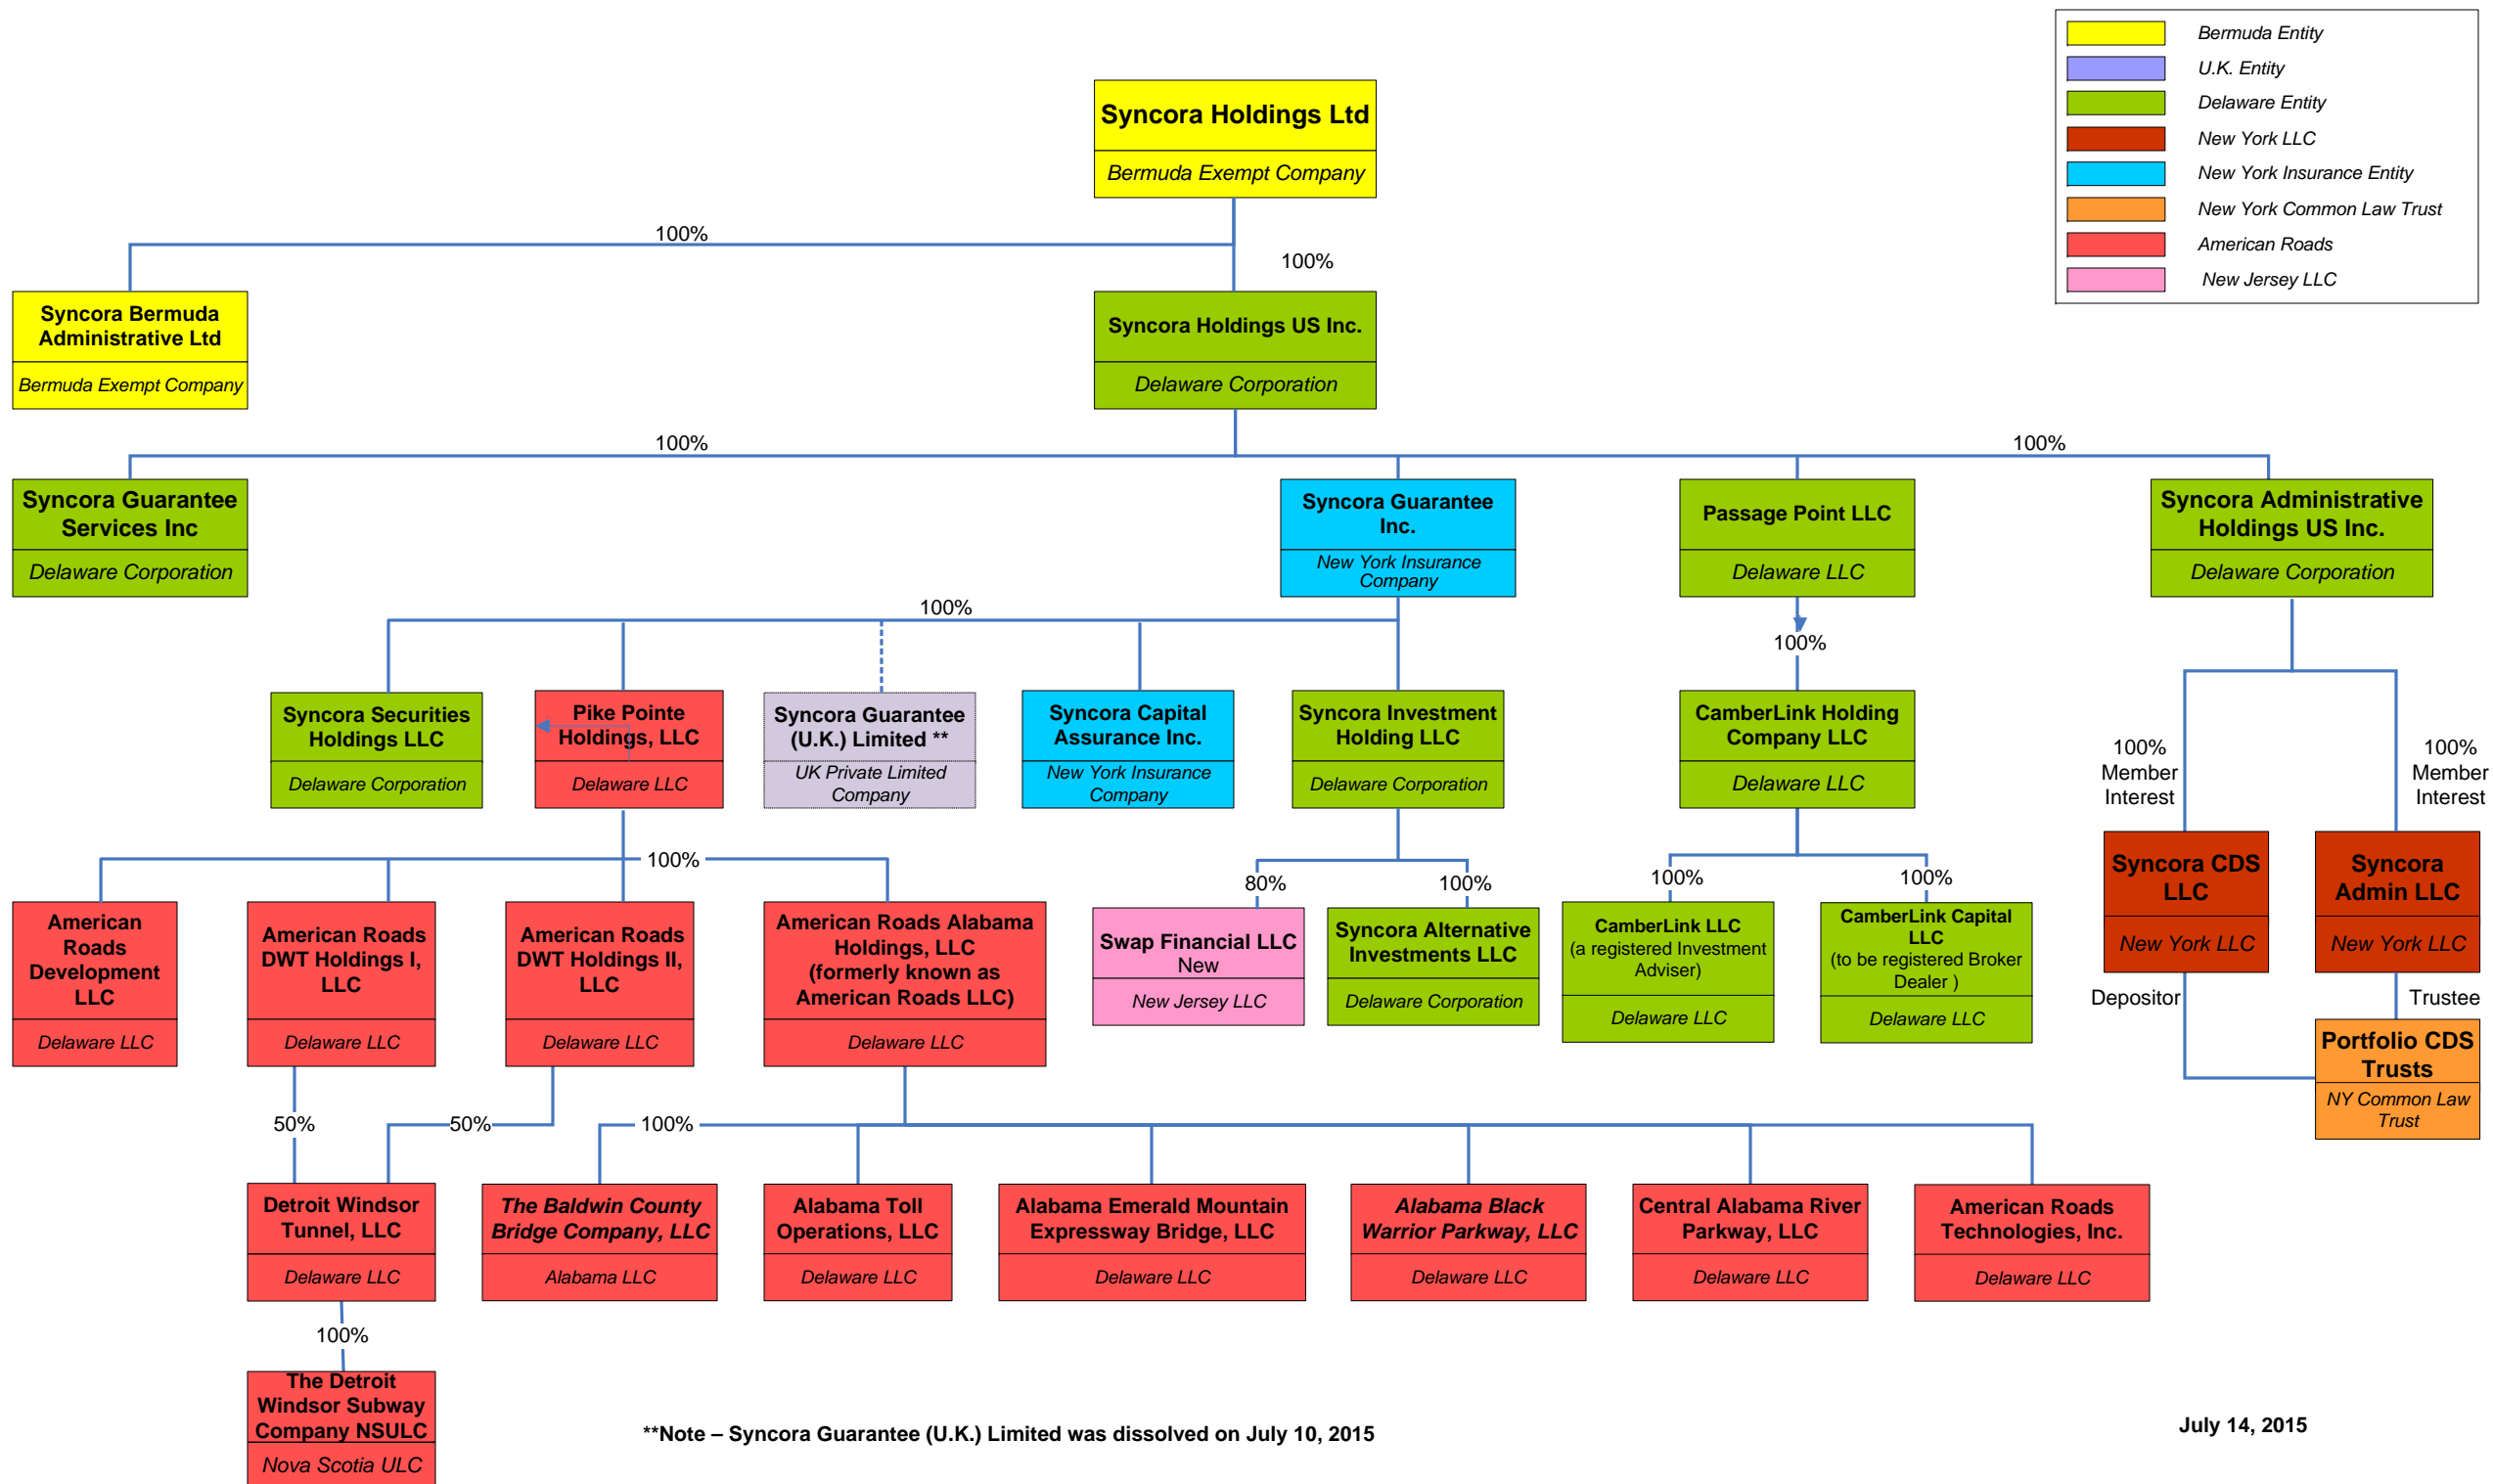 Bermuda Entity
U.K. Entity
Delaware Entity
New York LLC
New York Insurance Entity
New York Common Law Trust
American Roads
New Jersey LLC
Syncora Holdings Ltd
Bermuda Exempt Company
100%
100%
Syncora Bermuda
Administrative Ltd
Bermuda Exempt Company
Syncora Holdings US Inc.
Delaware Corporation
100%
100%
Syncora Guarantee
Services Inc
Delaware Corporation
Syncora Guarantee
Inc.
New York Insurance
Company
Passage Point LLC
Delaware LLC
Syncora Administrative
Holdings US Inc.
Delaware Corporation
100%
100%
Syncora Securities
Holdings LLC
Delaware Corporation
Pike Pointe
Holdings, LLC
Delaware LLC
Syncora Guarantee
(U.K.) Limited **
UK Private Limited
Company
Syncora Capital
Assurance Inc.
New York Insurance
Company
Syncora Investment
Holding LLC
Delaware Corporation
CamberLink Holding
Company LLC
Delaware LLC
100%
Member
Interest
100%
Member
Interest
100%
80%
100%
100%
100%
American
Roads
Development
LLC
Delaware LLC
American Roads
DWT Holdings I,
LLC
Delaware LLC
American Roads
DWT Holdings II,
LLC
Delaware LLC
American Roads Alabama
Holdings, LLC
(formerly known as
American Roads LLC)
Delaware LLC
Swap Financial LLC
New
New Jersey LLC
Syncora Alternative
Investments LLC
Delaware Corporation
CamberLink LLC
(a registered Investment
Adviser)
Delaware LLC
CamberLink Capital
LLC
(to be registered Broker
Dealer )
Delaware LLC
Syncora CDS
LLC
New York LLC
Syncora
Admin LLC
New York LLC
Depositor
Trustee
Portfolio CDS
Trusts
NY Common Law
Trust
50%
50%
100%
Detroit Windsor
Tunnel, LLC
Delaware LLC
The Baldwin County
Bridge Company, LLC
Alabama LLC
Alabama Toll
Operations, LLC
Delaware LLC
Alabama Emerald Mountain
Expressway Bridge, LLC
Delaware LLC
Alabama Black
Warrior Parkway, LLC
Delaware LLC
Central Alabama River
Parkway, LLC
Delaware LLC
American Roads
Technologies, Inc.
Delaware LLC
100%
The Detroit
Windsor Subway
Company NSULC
Nova Scotia ULC
**Note – Syncora Guarantee (U.K.) Limited was dissolved on July 10, 2015
July 14, 2015